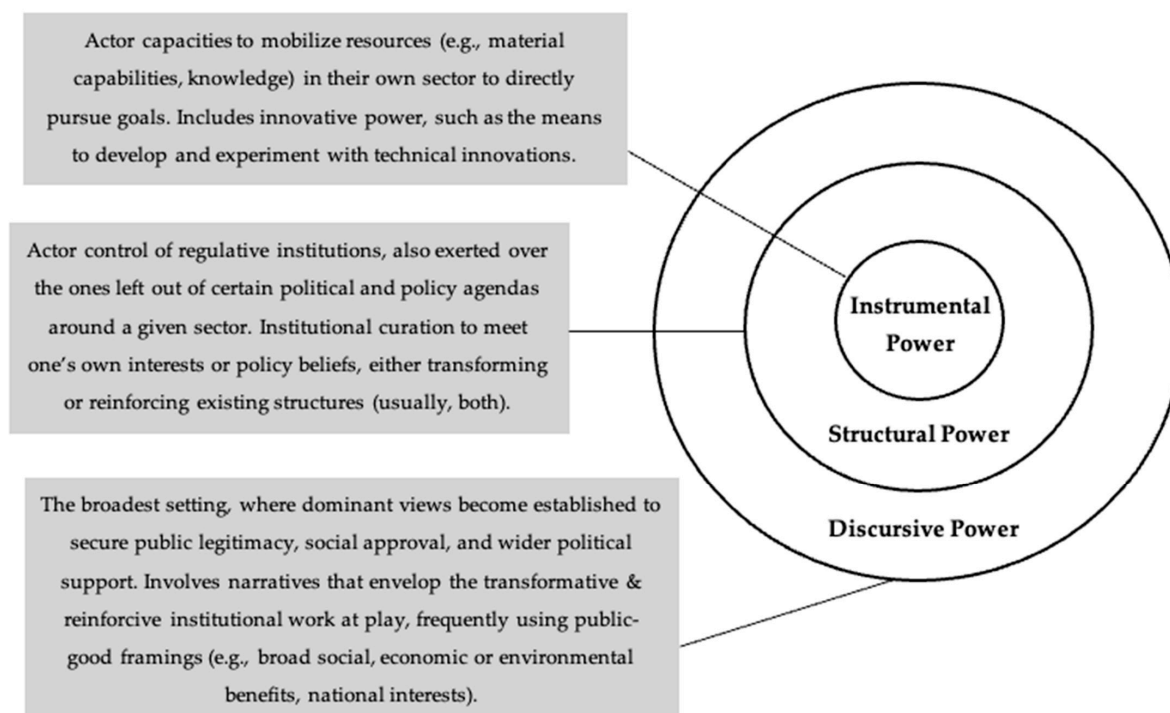 Actor capacities to mobilize resources (e.g., material
capabilities, knowledge) in their own sector to directly
pursue goals. Includes innovative power, such as the means
to develop and experiment with technical innovations.
Actor control of regulative institutions, also exerted over
the ones left out of certain political and policy agendas
around a given sector. Institutional curation to meet
one's own interests or policy beliefs, either transforming
or reinforcing existing structures (usually, both).
The broadest setting, where dominant views become established to
secure public legitimacy, social approval, and wider political
support. Involves narratives that envelop the transformative &
reinforcive institutional work at play, frequently using public-
good framings (e.g., broad social, economic or environmental
benefits, national interests).
Instrumental
Power
Structural Power
Discursive Power